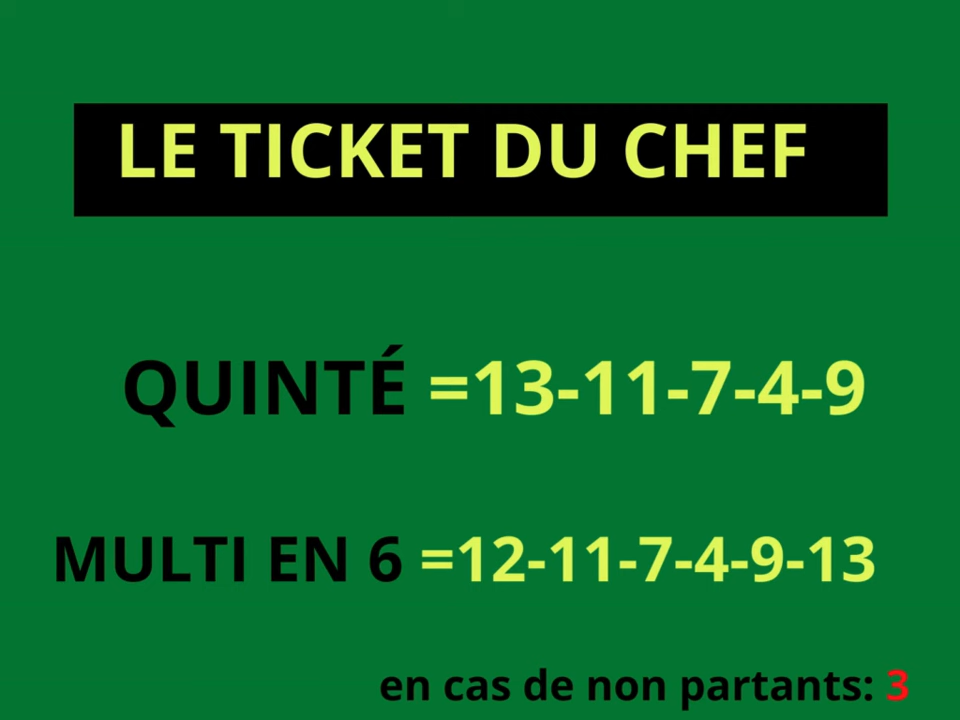 LE TICKET DU CHEF
QUINTÉ =13-11-7-4-9
MULTI EN 6 =12-11-7-4-9-13
en cas de non partants: 3